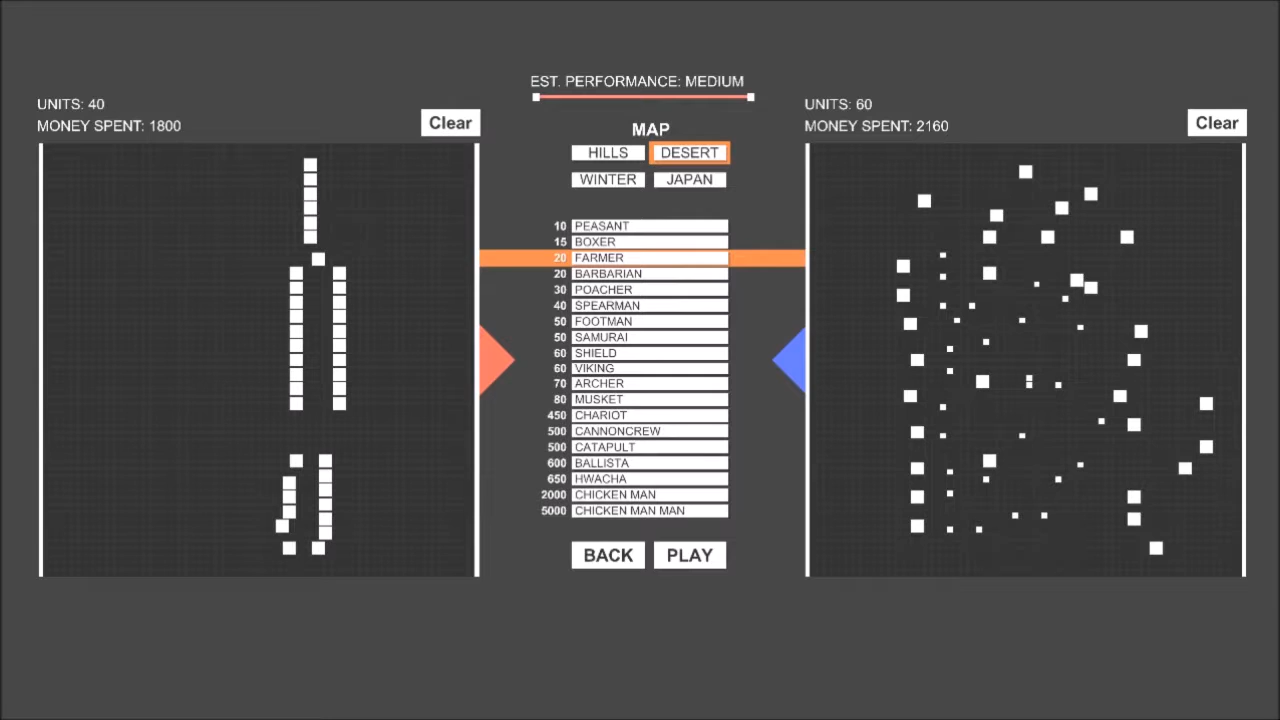 EST. PERFORMANCE: MEDIUM
UNITS: 40
MONEY SPENT: 1800
Clear
MAP
HILLS DESERT
WINTER JAPAN
10 PEASANT
15 BOXER
20 FARMER
20 BARBARIAN
30 POACHER
40 SPEARMAN
50 FOOTMAN
50 SAMURAI
60 SHIELD
60 VIKING
70 ARCHER
80 MUSKET
450 CHARIOT
500 CANNONCREW
500 CATAPULT
600 BALLISTA
650 HWACHA
2000 CHICKEN MAN
5000 CHICKEN MAN MAN
BACK PLAY
UNITS: 60
MONEY SPENT: 2160
Clear